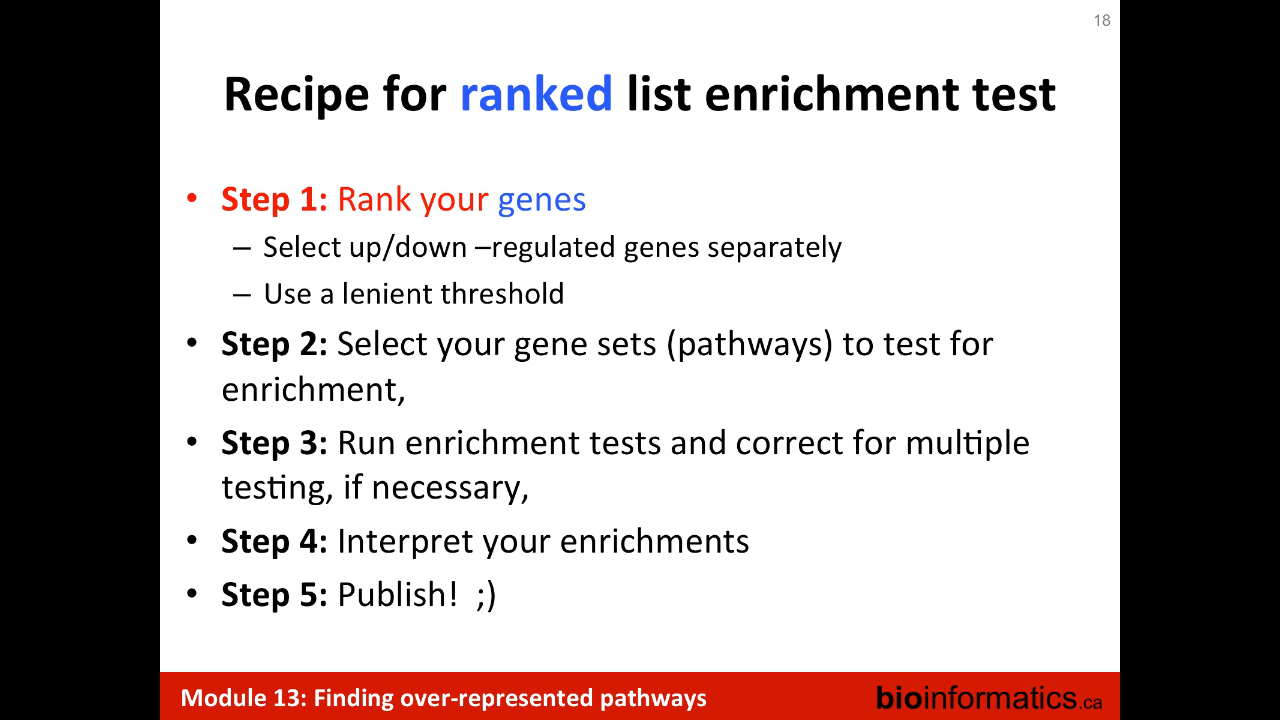 18
Recipe for ranked list enrichment test
• Step 1: Rank your genes
– Select up/down –regulated genes separately
– Use a lenient threshold
• Step 2: Select your gene sets (pathways) to test for
enrichment,
• Step 3: Run enrichment tests and correct for multiple
testing, if necessary,
• Step 4: Interpret your enrichments
• Step 5: Publish! ;)
Module 13: Finding over-represented pathways
bioinformatics.ca